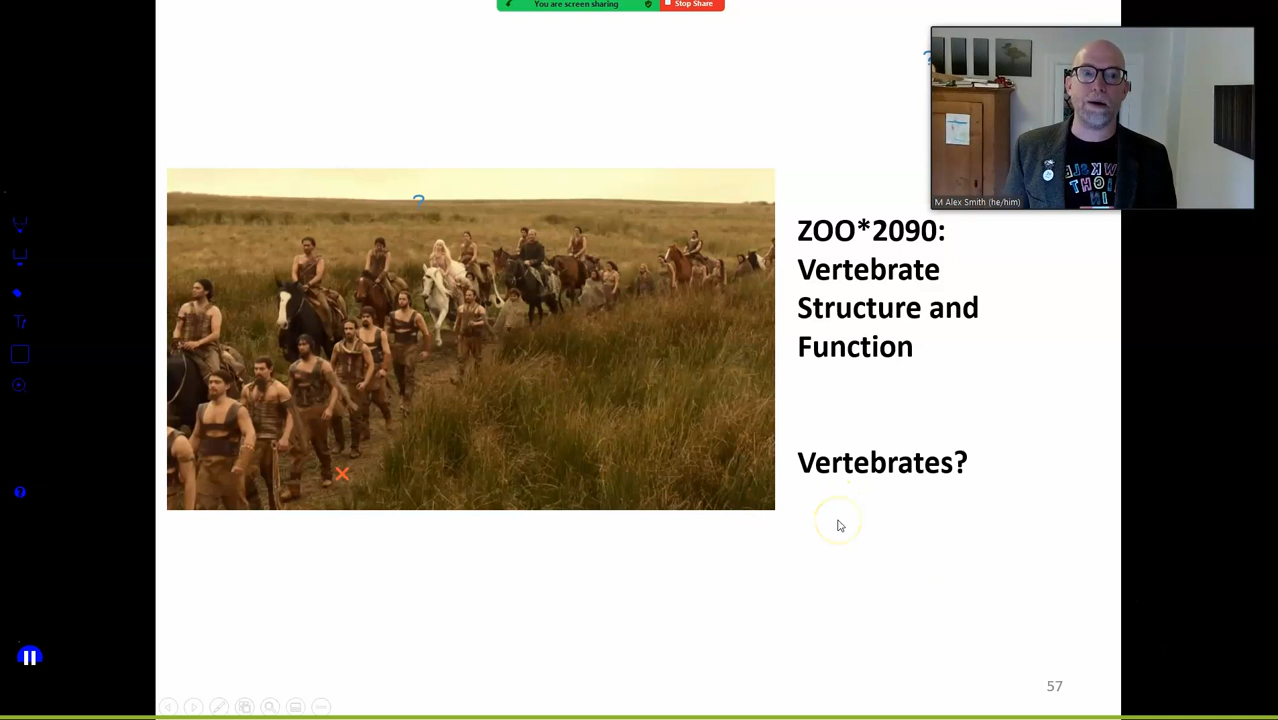 You are screen sharing
Stop Share
?
M Alex Smith (he/him)
?
ZOO*2090:
Vertebrate
Structure and
Function
Vertebrates?
57